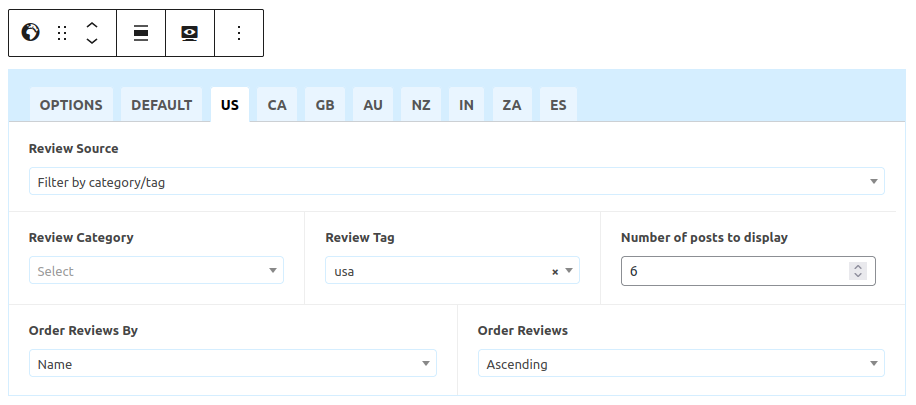 OPTIONS DEFAULT US CA GB AU NZ IN ZA ES
Review Source
Filter by category/tag
Review Category Review Tag Number of posts to display
Select usa × 6
Order Reviews By Order Reviews
Name Ascending